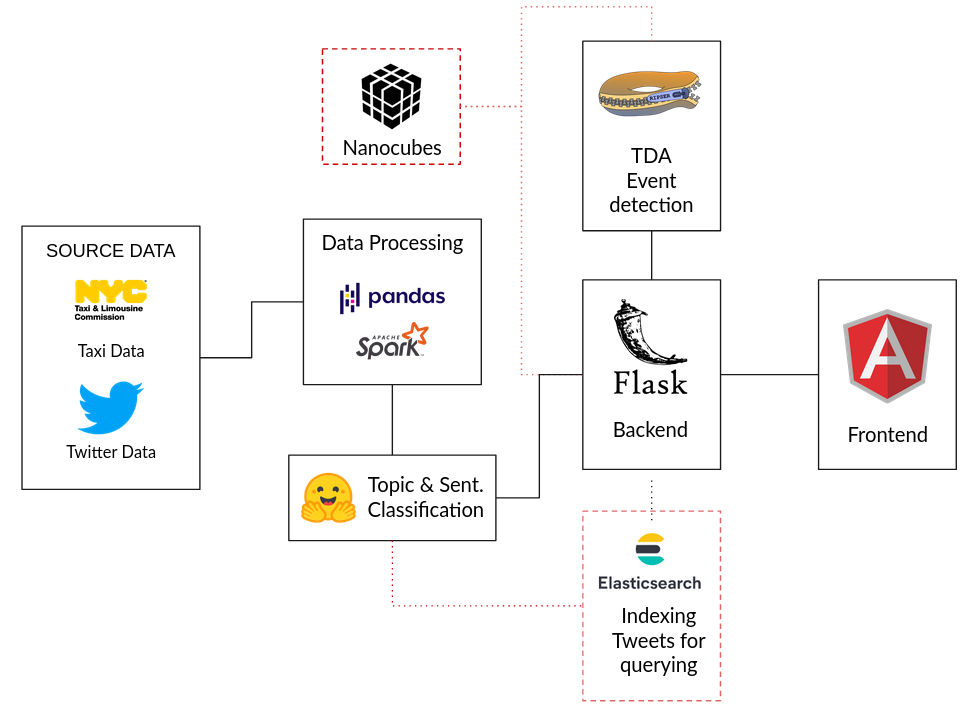 Nanocubes
RIPSER
TDA
Event
detection
SOURCE DATA
NYC
Taxi & Limousine
Commission
Taxi Data
Twitter Data
Data Processing
pandas
APACHE
Spark
Topic & Sent.
Classification
Flask
Backend
Frontend
Elasticsearch
Indexing
Tweets for
querying